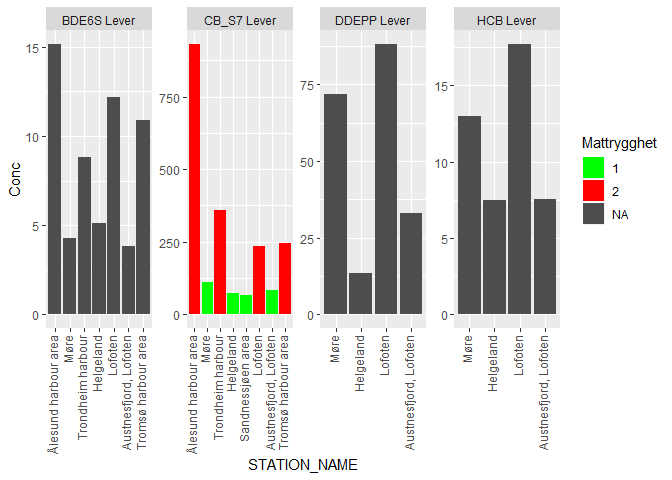 BDE6S Lever
CB_S7 Lever
DDEPP Lever
HCB Lever
Conc
15
10
5
0
750
500
250
0
75
50
25
0
15
10
5
0
Ålesund harbour area
Møre
Trondheim harbour
Helgeland
Lofoten
Austnesfjord, Lofoten
Tromsø harbour area
Ålesund harbour area
Møre
Trondheim harbour
Helgeland
Sandnessjøen area
Lofoten
Austnesfjord, Lofoten
Tromsø harbour area
Møre
Helgeland
Lofoten
Austnesfjord, Lofoten
Møre
Helgeland
Lofoten
Austnesfjord, Lofoten
STATION_NAME
Mattrygghet
1
2
NA